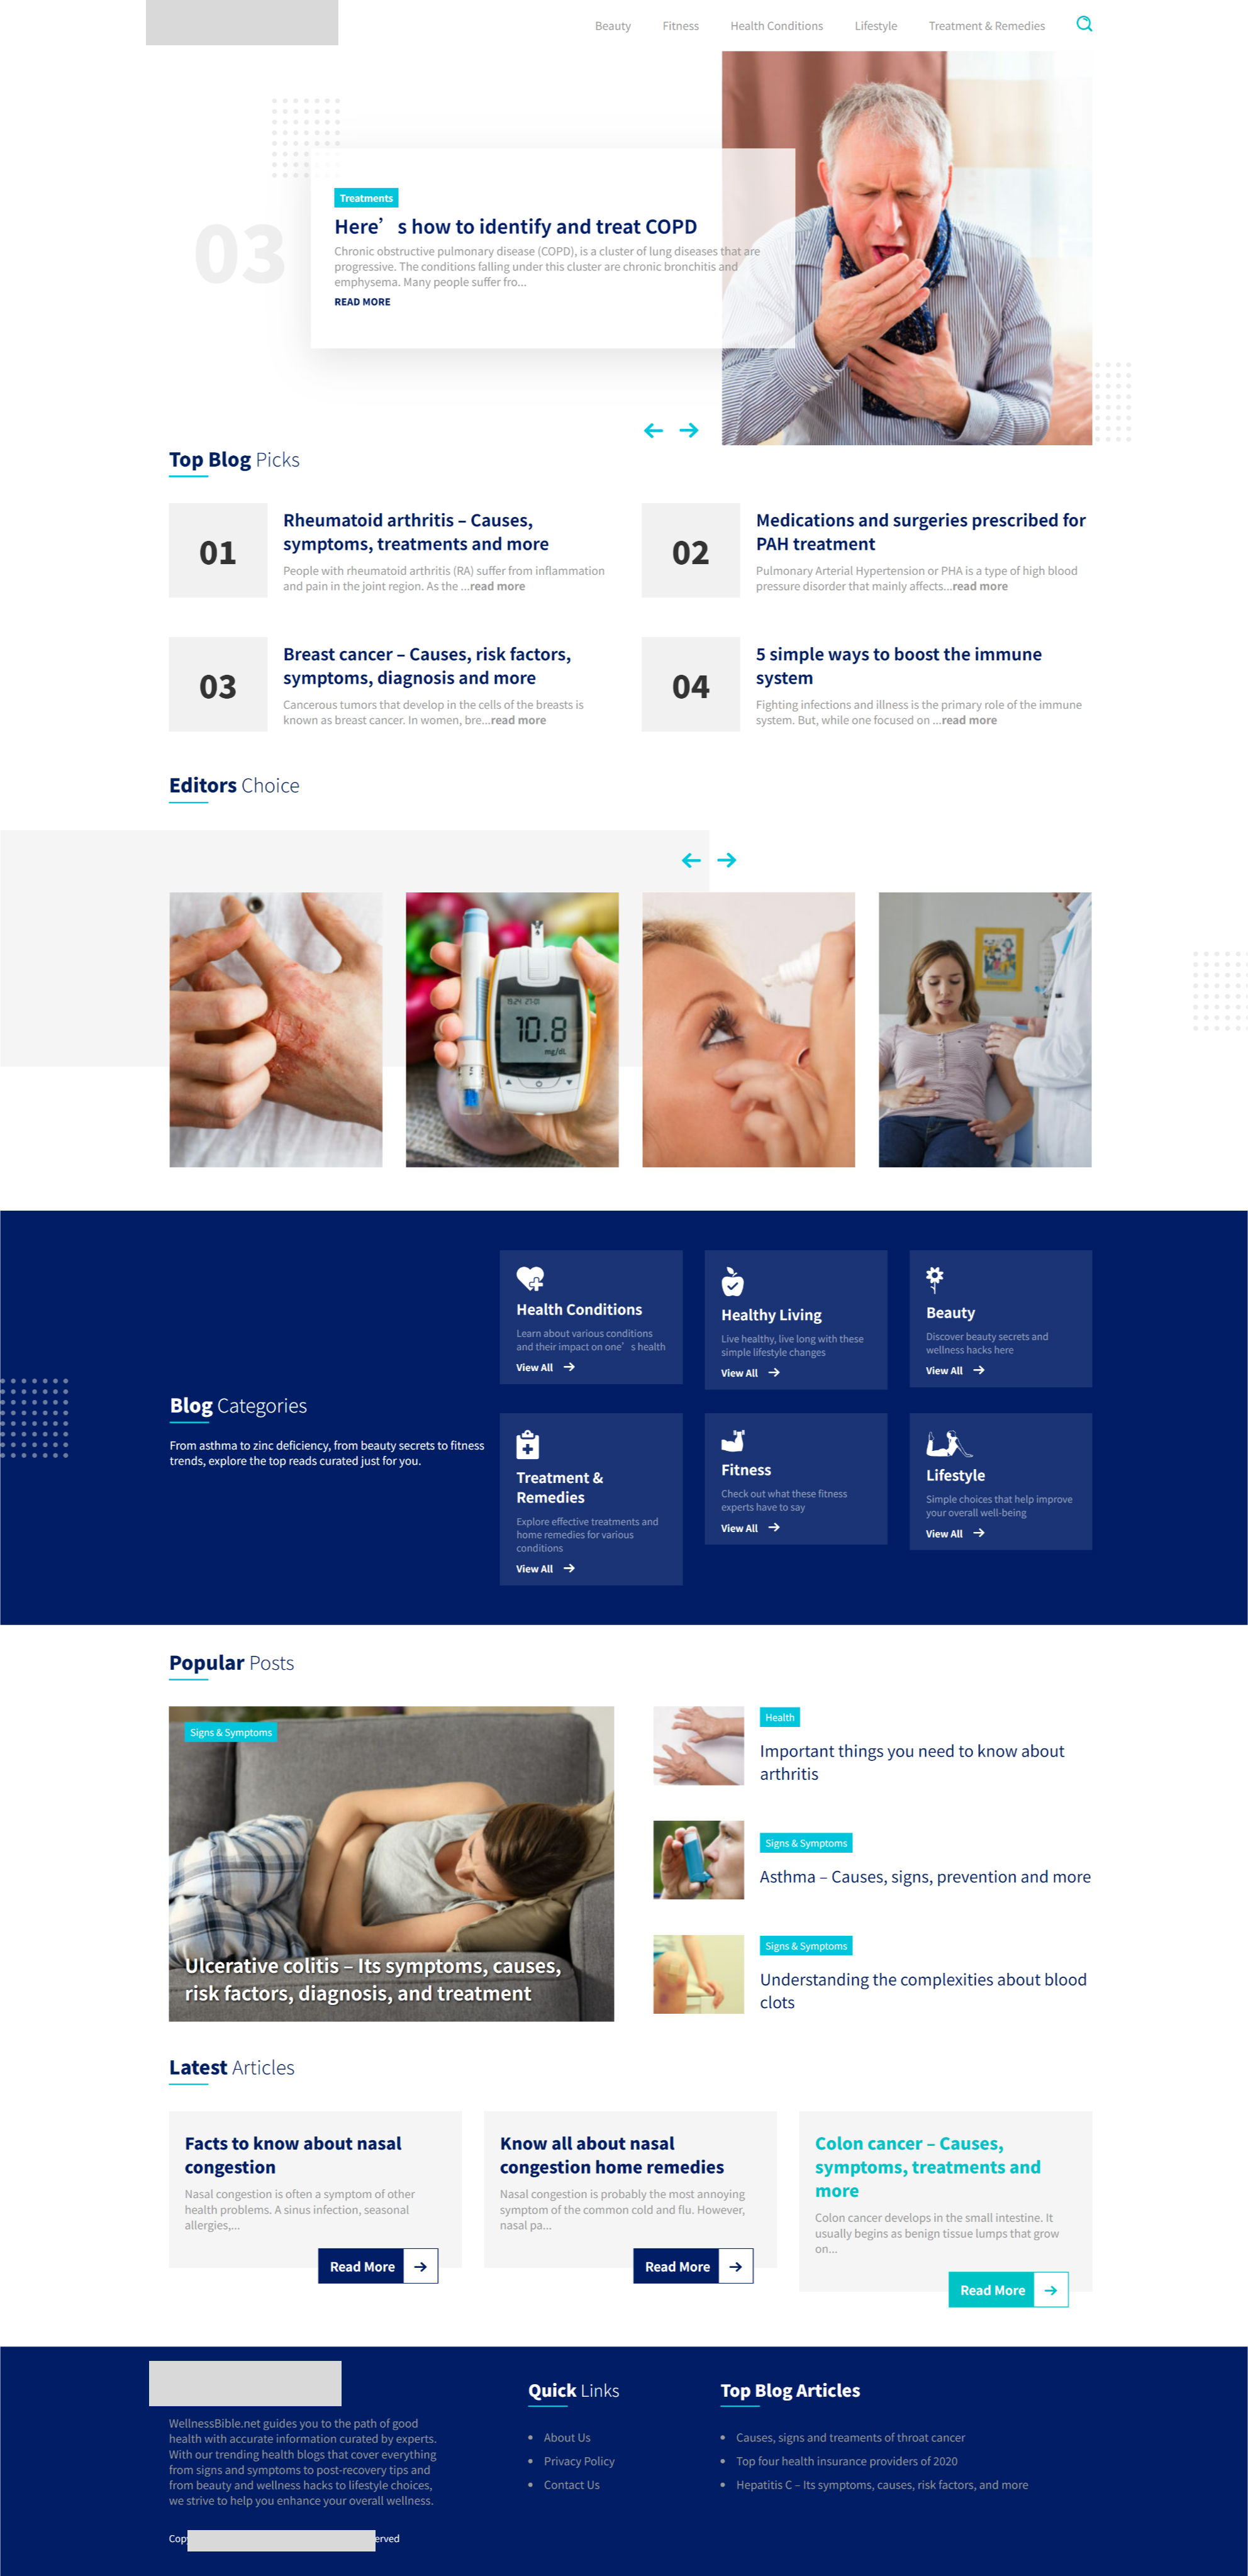 Beauty
Fitness
Health Conditions
Lifestyle
Treatment & Remedies
03
Treatments
Here’s how to identify and treat COPD
Chronic obstructive pulmonary disease (COPD), is a cluster of lung diseases that are
progressive. The conditions falling under this cluster are chronic bronchitis and
emphysema. Many people suffer fro...
READ MORE
Top Blog Picks
01
Rheumatoid arthritis – Causes,
symptoms, treatments and more
People with rheumatoid arthritis (RA) suffer from inflammation
and pain in the joint region. As the ...read more
02
Medications and surgeries prescribed for
PAH treatment
Pulmonary Arterial Hypertension or PHA is a type of high blood
pressure disorder that mainly affects...read more
03
Breast cancer – Causes, risk factors,
symptoms, diagnosis and more
Cancerous tumors that develop in the cells of the breasts is
known as breast cancer. In women, bre...read more
04
5 simple ways to boost the immune
system
Fighting infections and illness is the primary role of the immune
system. But, while one focused on ...read more
Editors Choice
10.8
mg/dL
Blog Categories
From asthma to zinc deficiency, from beauty secrets to fitness
trends, explore the top reads curated just for you.
Health Conditions
Learn about various conditions
and their impact on one’s health
View All
Healthy Living
Live healthy, live long with these
simple lifestyle changes
View All
Beauty
Discover beauty secrets and
wellness hacks here
View All
Treatment &
Remedies
Explore effective treatments and
home remedies for various
conditions
View All
Fitness
Check out what these fitness
experts have to say
View All
Lifestyle
Simple choices that help improve
your overall well-being
View All
Popular Posts
Signs & Symptoms
Ulcerative colitis – Its symptoms, causes,
risk factors, diagnosis, and treatment
Health
Important things you need to know about
arthritis
Signs & Symptoms
Asthma – Causes, signs, prevention and more
Signs & Symptoms
Understanding the complexities about blood
clots
Latest Articles
Facts to know about nasal
congestion
Nasal congestion is often a symptom of other
health problems. A sinus infection, seasonal
allergies,...
Read More
Know all about nasal
congestion home remedies
Nasal congestion is probably the most annoying
symptom of the common cold and flu. However,
nasal pa...
Read More
Colon cancer – Causes,
symptoms, treatments and
more
Colon cancer develops in the small intestine. It
usually begins as benign tissue lumps that grow
on...
Read More
WellnessBible.net guides you to the path of good
health with accurate information curated by experts.
With our trending health blogs that cover everything
from signs and symptoms to post-recovery tips and
from beauty and wellness hacks to lifestyle choices,
we strive to help you enhance your overall wellness.
Quick Links
About Us
Privacy Policy
Contact Us
Top Blog Articles
Causes, signs and treaments of throat cancer
Top four health insurance providers of 2020
Hepatitis C – Its symptoms, causes, risk factors, and more